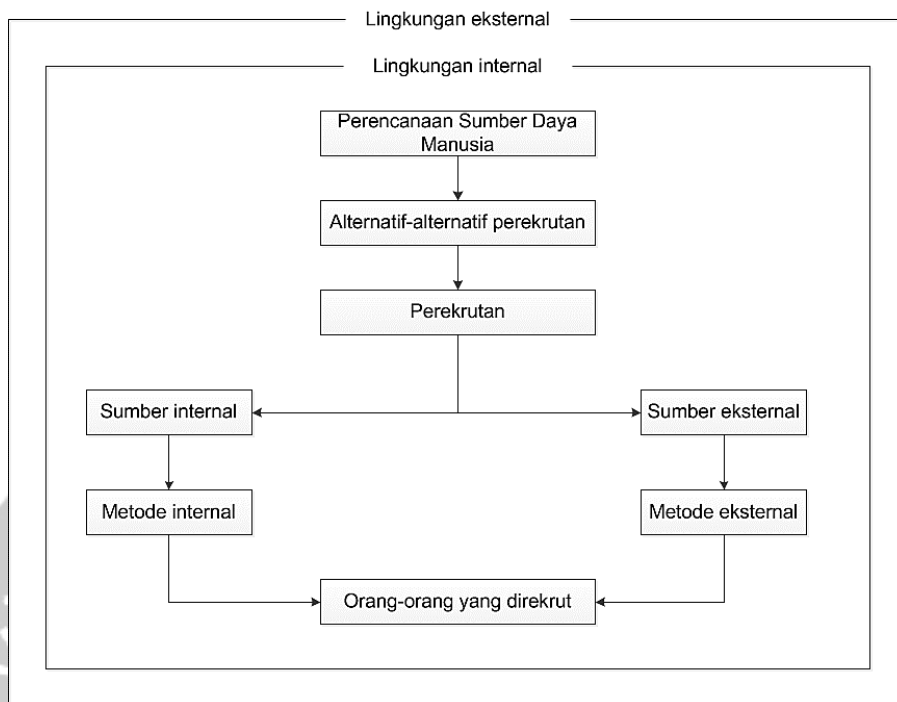 Lingkungan eksternal
Lingkungan internal
Perencanaan Sumber Daya
Manusia
Alternatif-alternatif perekrutan
Perekrutan
Sumber internal
Sumber eksternal
Metode internal
Metode eksternal
Orang-orang yang direkrut